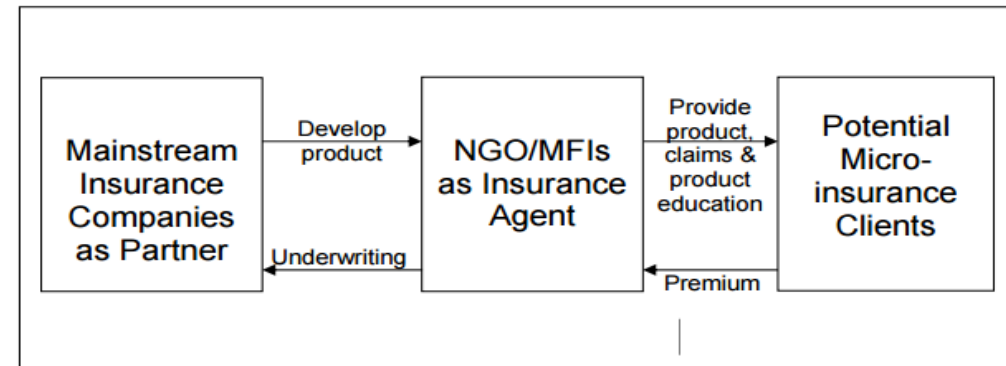 Mainstream
Insurance
Companies
as Partner
Develop
product
Underwriting
NGO/MFIs
as Insurance
Agent
Provide
product,
claims &
product
education
Premium
Potential
Micro-
insurance
Clients